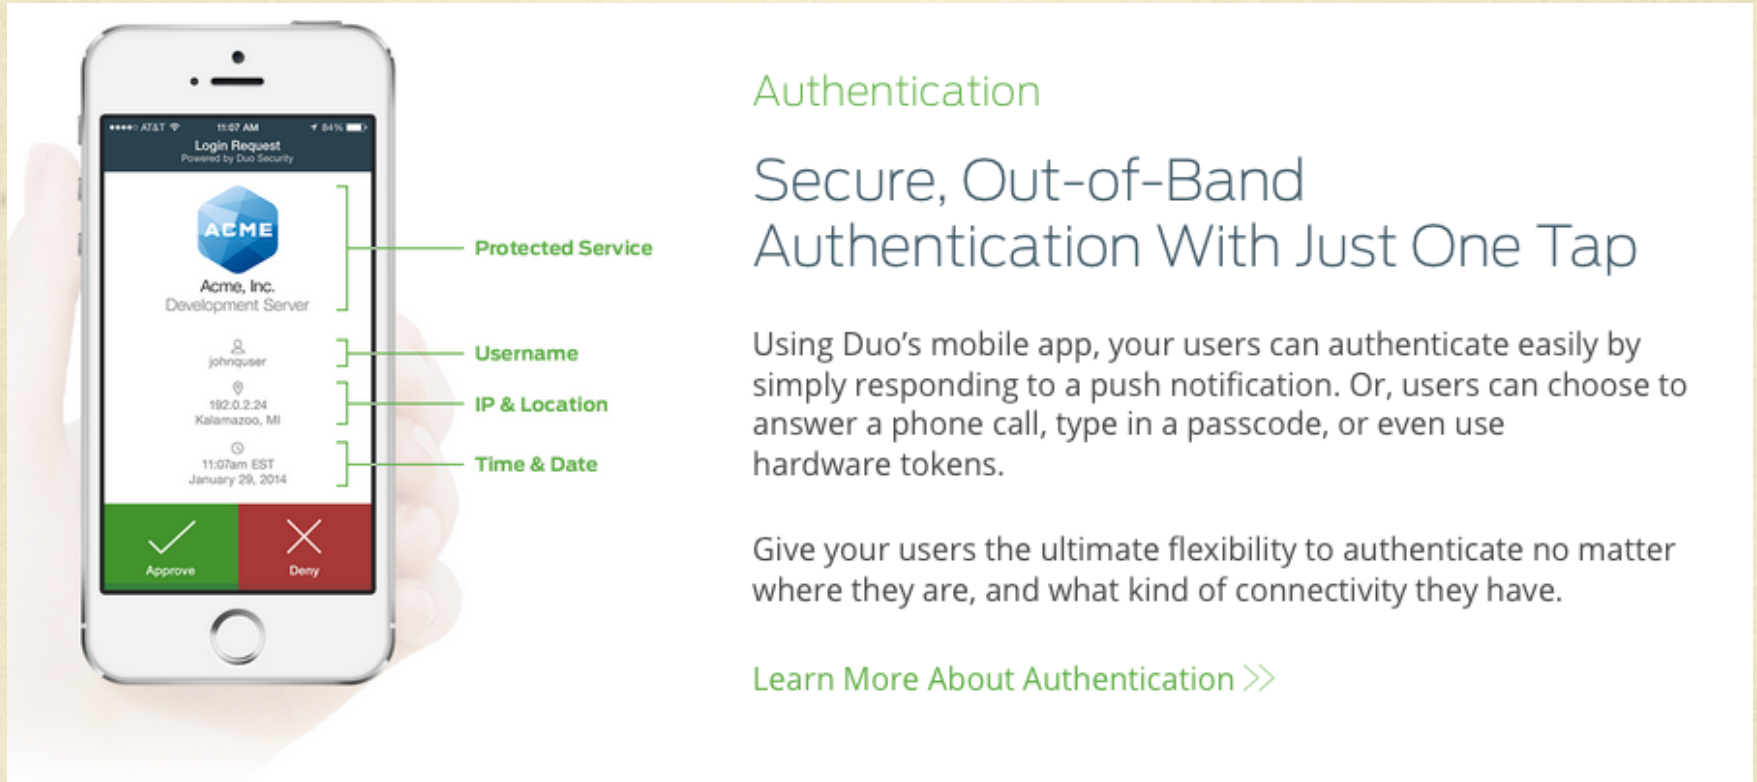 AT&T 11:07 AM 84%
Login Request
Powered by Duo Security
ACME
Acme, Inc.
Development Server
johnquser
192.0.2.24
Kalamazoo, MI
11:07am EST
January 29, 2014
Approve Deny
Protected Service
Username
IP & Location
Time & Date
Authentication
Secure, Out-of-Band
Authentication With Just One Tap
Using Duo’s mobile app, your users can authenticate easily by
simply responding to a push notification. Or, users can choose to
answer a phone call, type in a passcode, or even use
hardware tokens.
Give your users the ultimate flexibility to authenticate no matter
where they are, and what kind of connectivity they have.
Learn More About Authentication >>